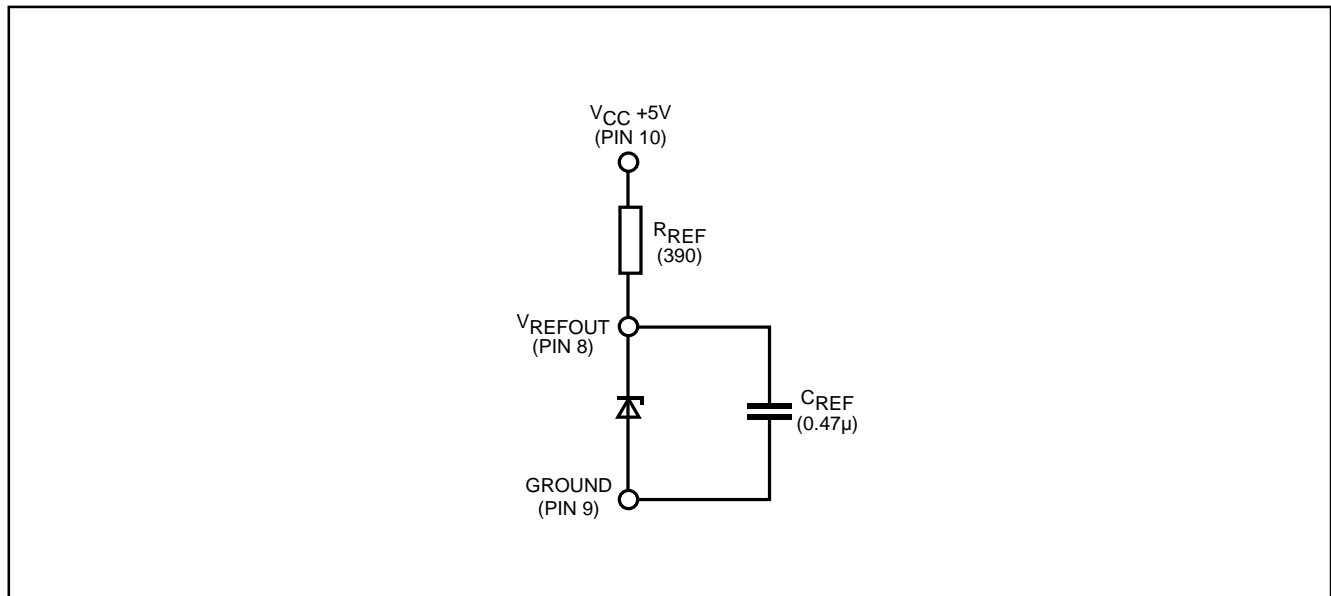 VCC +5V
(PIN 10)
RREF
(390)
VREFOUT
(PIN 8)
CREF
(0.47µ)
GROUND
(PIN 9)